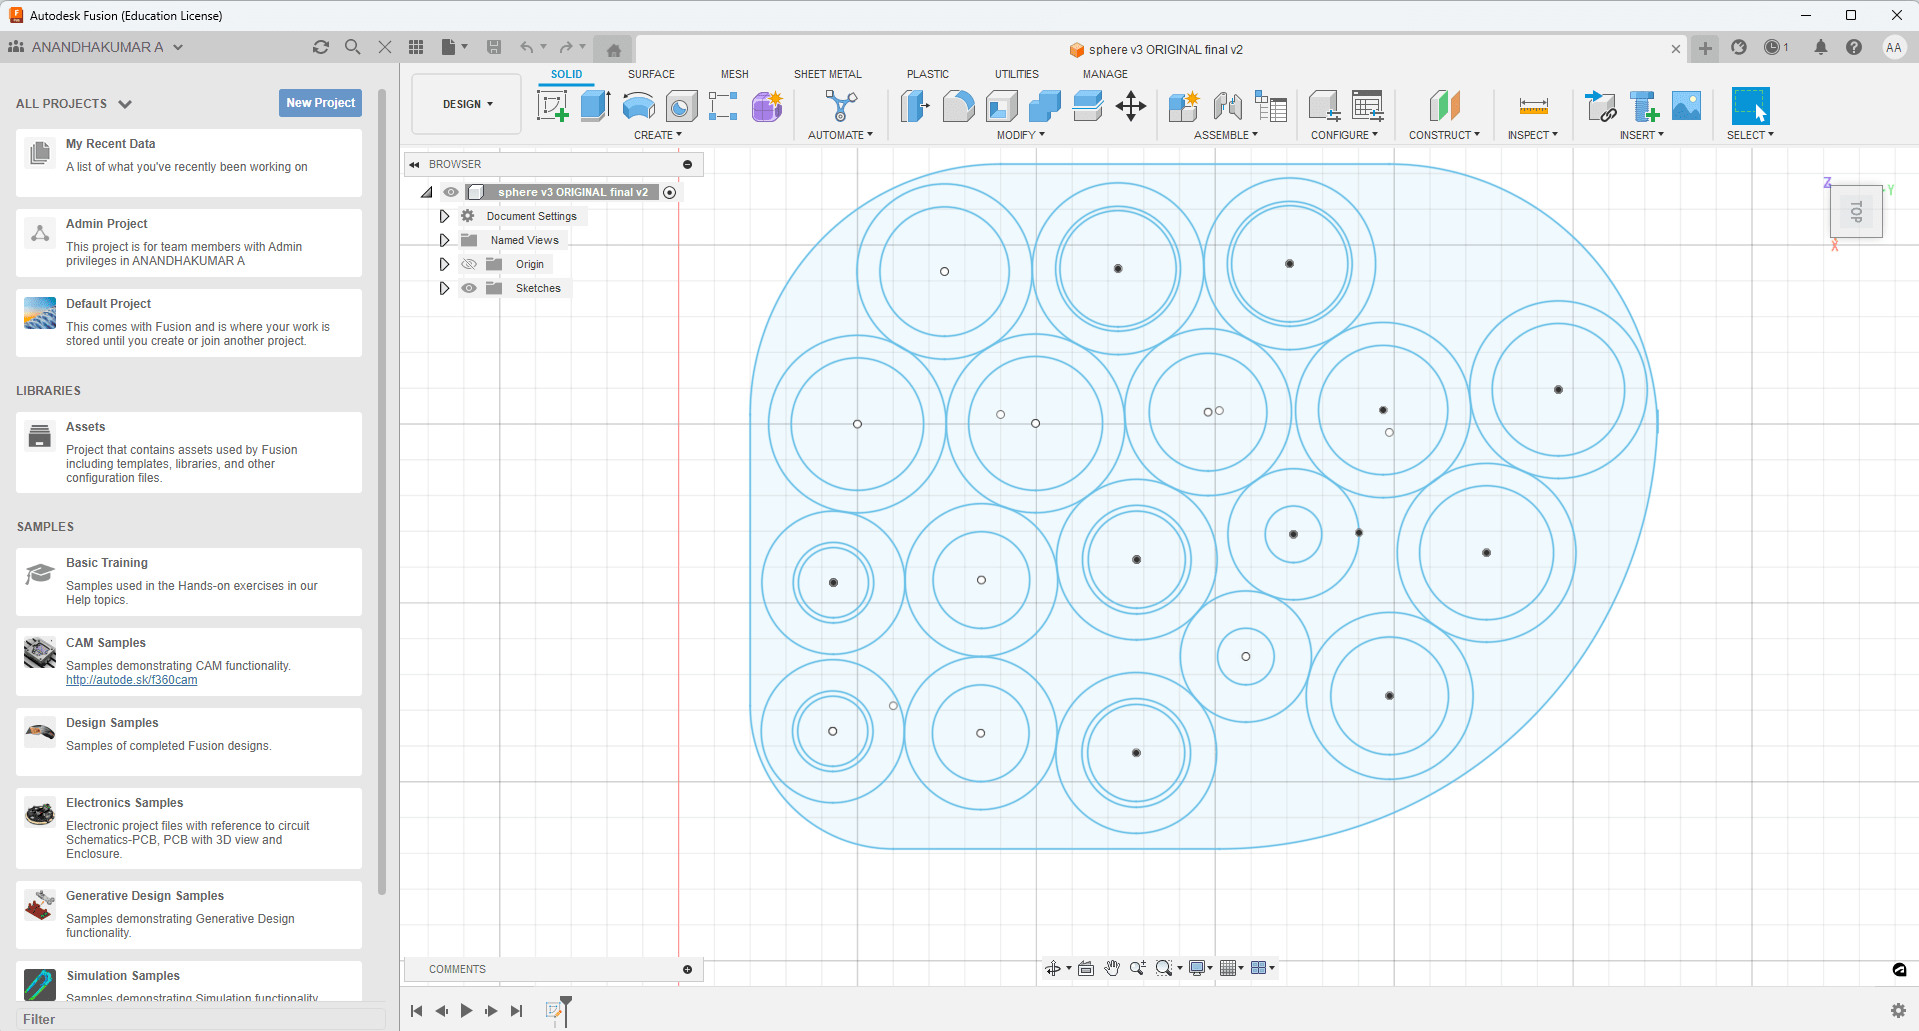 Autodesk Fusion (Education License)
ANANDHAKUMAR A
sphere v3 ORIGINAL final v2
1
AA
ALL PROJECTS
New Project
My Recent Data
A list of what you've recently been working on
Admin Project
This project is for team members with Admin
privileges in ANANDHAKUMAR A
Default Project
This comes with Fusion and is where your work is
stored until you create or join another project.
LIBRARIES
Assets
Project that contains assets used by Fusion
including templates, libraries, and other
configuration files.
SAMPLES
Basic Training
Samples used in the Hands-on exercises in our
Help topics.
CAM Samples
Samples demonstrating CAM functionality.
http://autode.sk/f360cam
Design Samples
Samples of completed Fusion designs.
Electronics Samples
Electronic project files with reference to circuit
Schematics-PCB, PCB with 3D view and
Enclosure.
Generative Design Samples
Samples demonstrating Generative Design
functionality.
Simulation Samples
Samples demonstrating Simulation functionality
Filter
DESIGN
SOLID SURFACE MESH SHEET METAL PLASTIC UTILITIES MANAGE
CREATE AUTOMATE MODIFY ASSEMBLE CONFIGURE CONSTRUCT INSPECT INSERT SELECT
BROWSER
sphere v3 ORIGINAL final v2
Document Settings
Named Views
Origin
Sketches
Z
Y
TOP
X
COMMENTS